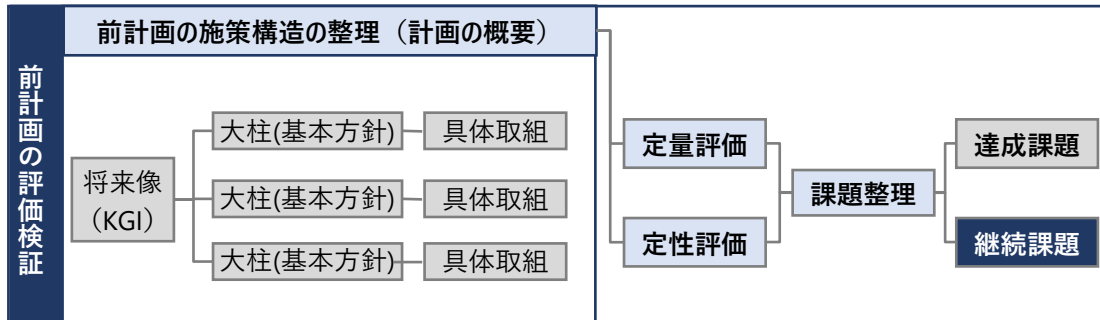 前計画の評価検証
前計画の施策構造の整理（計画の概要）
将来像
（KGI）
大柱(基本方針)
具体取組
大柱(基本方針)
具体取組
大柱(基本方針)
具体取組
定量評価
定性評価
課題整理
達成課題
継続課題